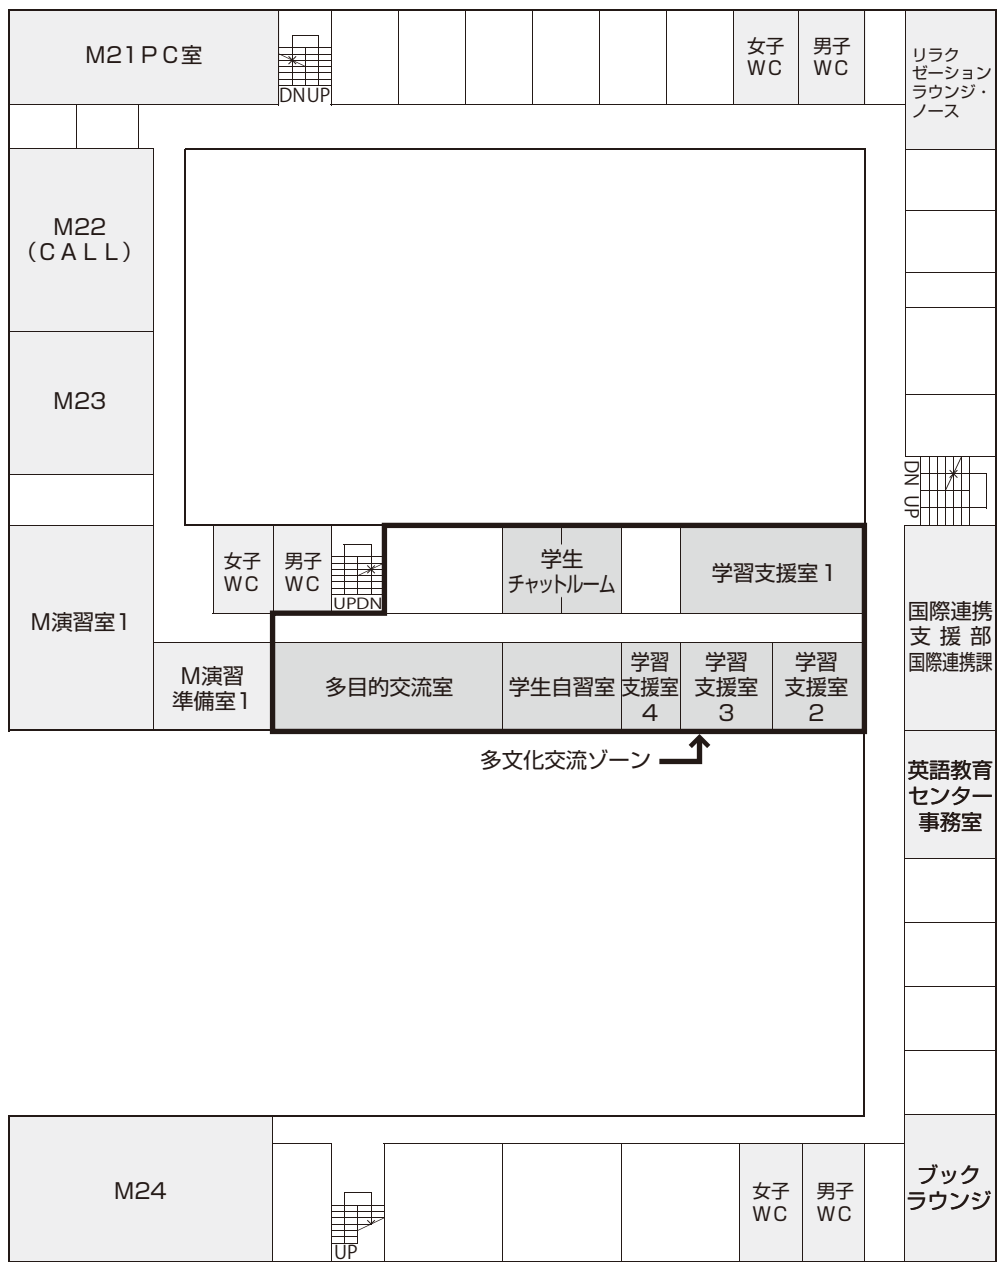 M21PC室
DN UP
女子
WC
男子
WC
リラク
ゼーション
ラウンジ・
ノース
M22
(CALL)
M23
DN UP
女子
WC
男子
WC
UP DN
学生
チャットルーム
学習支援室1
M演習室1
国際連携
支援部
国際連携課
M演習
準備室1
多目的交流室
学生自習室
学習
支援室
4
学習
支援室
3
学習
支援室
2
多文化交流ゾーン
英語教育
センター
事務室
M24
UP
女子
WC
男子
WC
ブック
ラウンジ